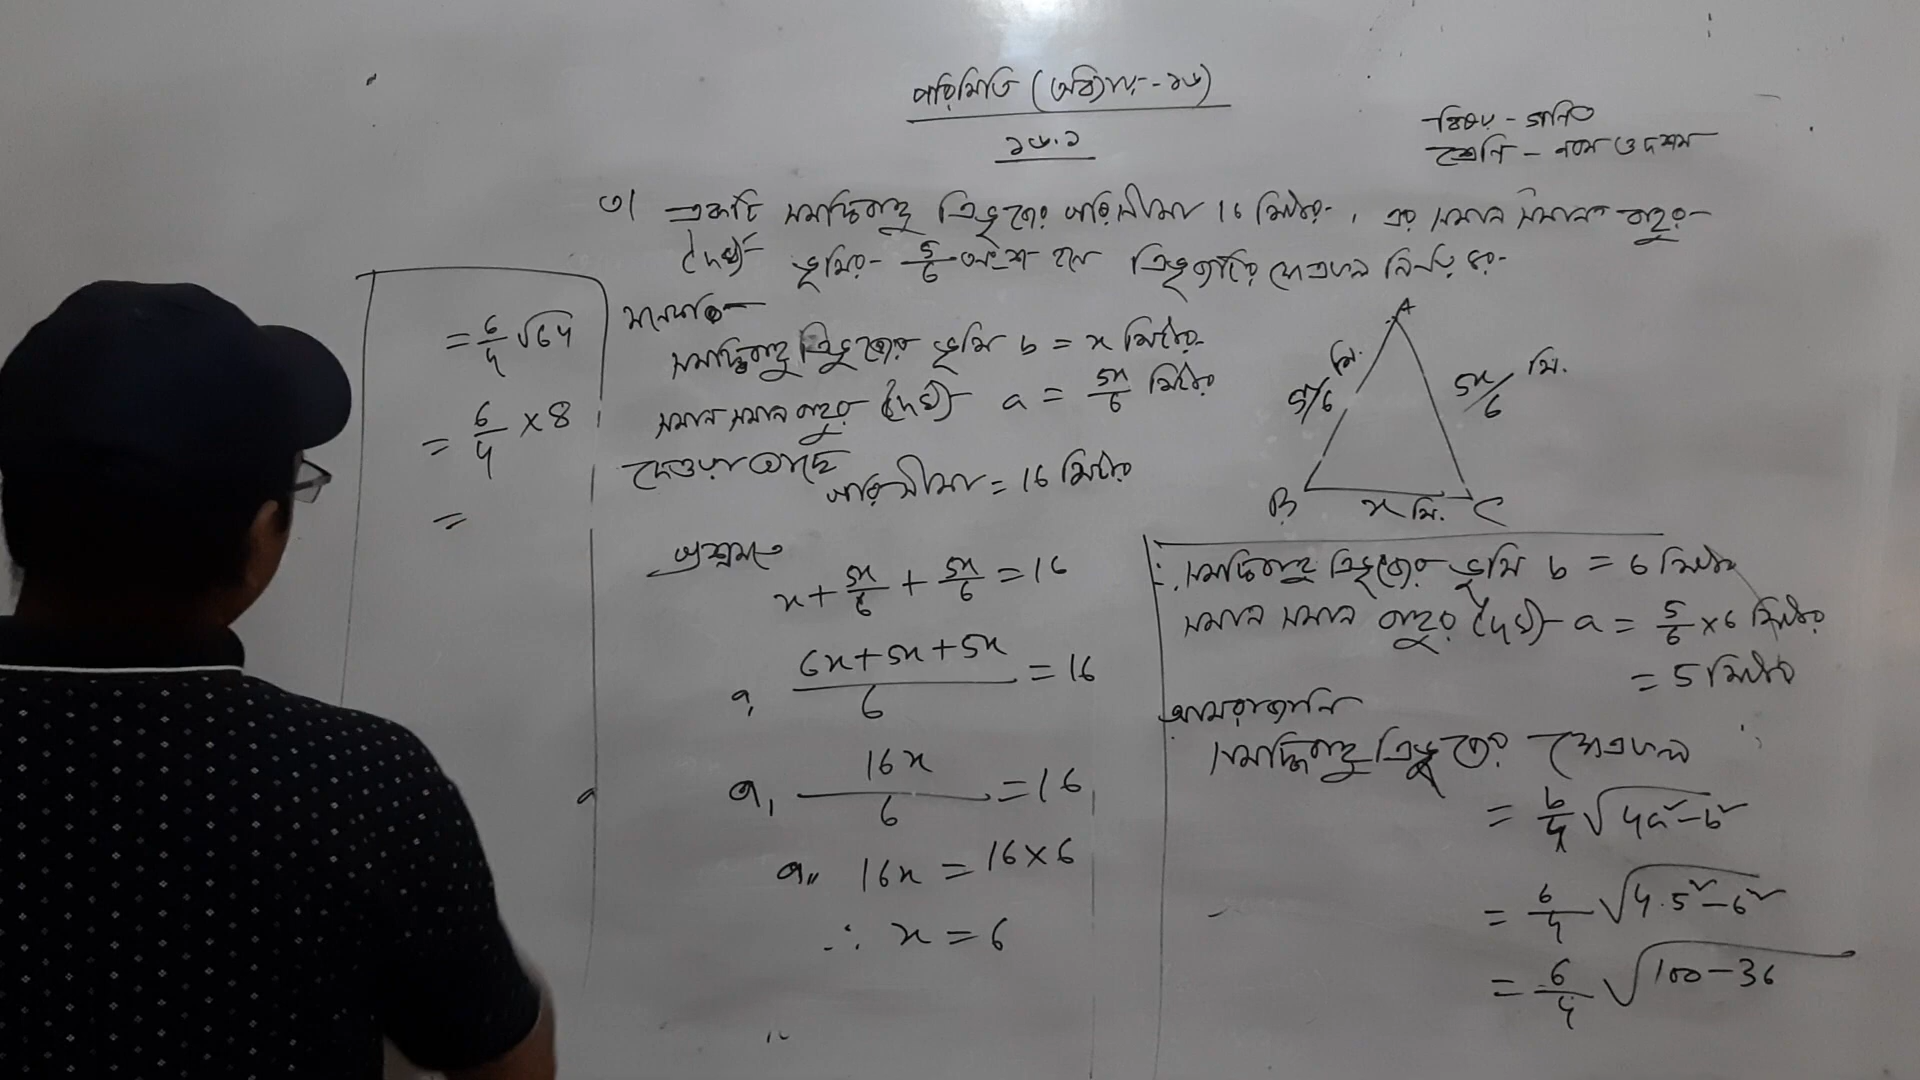 পরিমিতি (অধ্যায়-১৬)
১৬.১
বিষয় - গণিত
শ্রেণি - নবম ও দশম
৩। একটি সমদ্বিবাহু ত্রিভুজের পরিসীমা 16 মিটার, এর সমান সমান বাহুর
দৈর্ঘ্য ভূমির 5/6 অংশ হলে ত্রিভুজটির ক্ষেত্রফল নির্ণয় কর
মনেকরি
সমদ্বিবাহু ত্রিভুজের ভূমি b = x মিটার
সমান সমান বাহুর দৈর্ঘ্য a = 5x/6 মিটার
দেওয়া আছে
পরিসীমা = 16 মিটার
প্রশ্নমতে
x + 5x/6 + 5x/6 = 16
বা, (6x+5x+5x)/6 = 16
বা, 16x/6 = 16
বা, 16x = 16×6
∴ x = 6
A
5x/6 মি.
5x/6 মি.
B x মি. C
∴ সমদ্বিবাহু ত্রিভুজের ভূমি b = 6 মিটার
সমান সমান বাহুর দৈর্ঘ্য a = 5/6 × 6 মিটার
= 5 মিটার
আমরা জানি
সমদ্বিবাহু ত্রিভুজের ক্ষেত্রফল
= b/4 √(4a²-b²)
= 6/4 √(4.5²-6²)
= 6/4 √(100-36)
= 6/4 √64
= 6/4 × 8
=